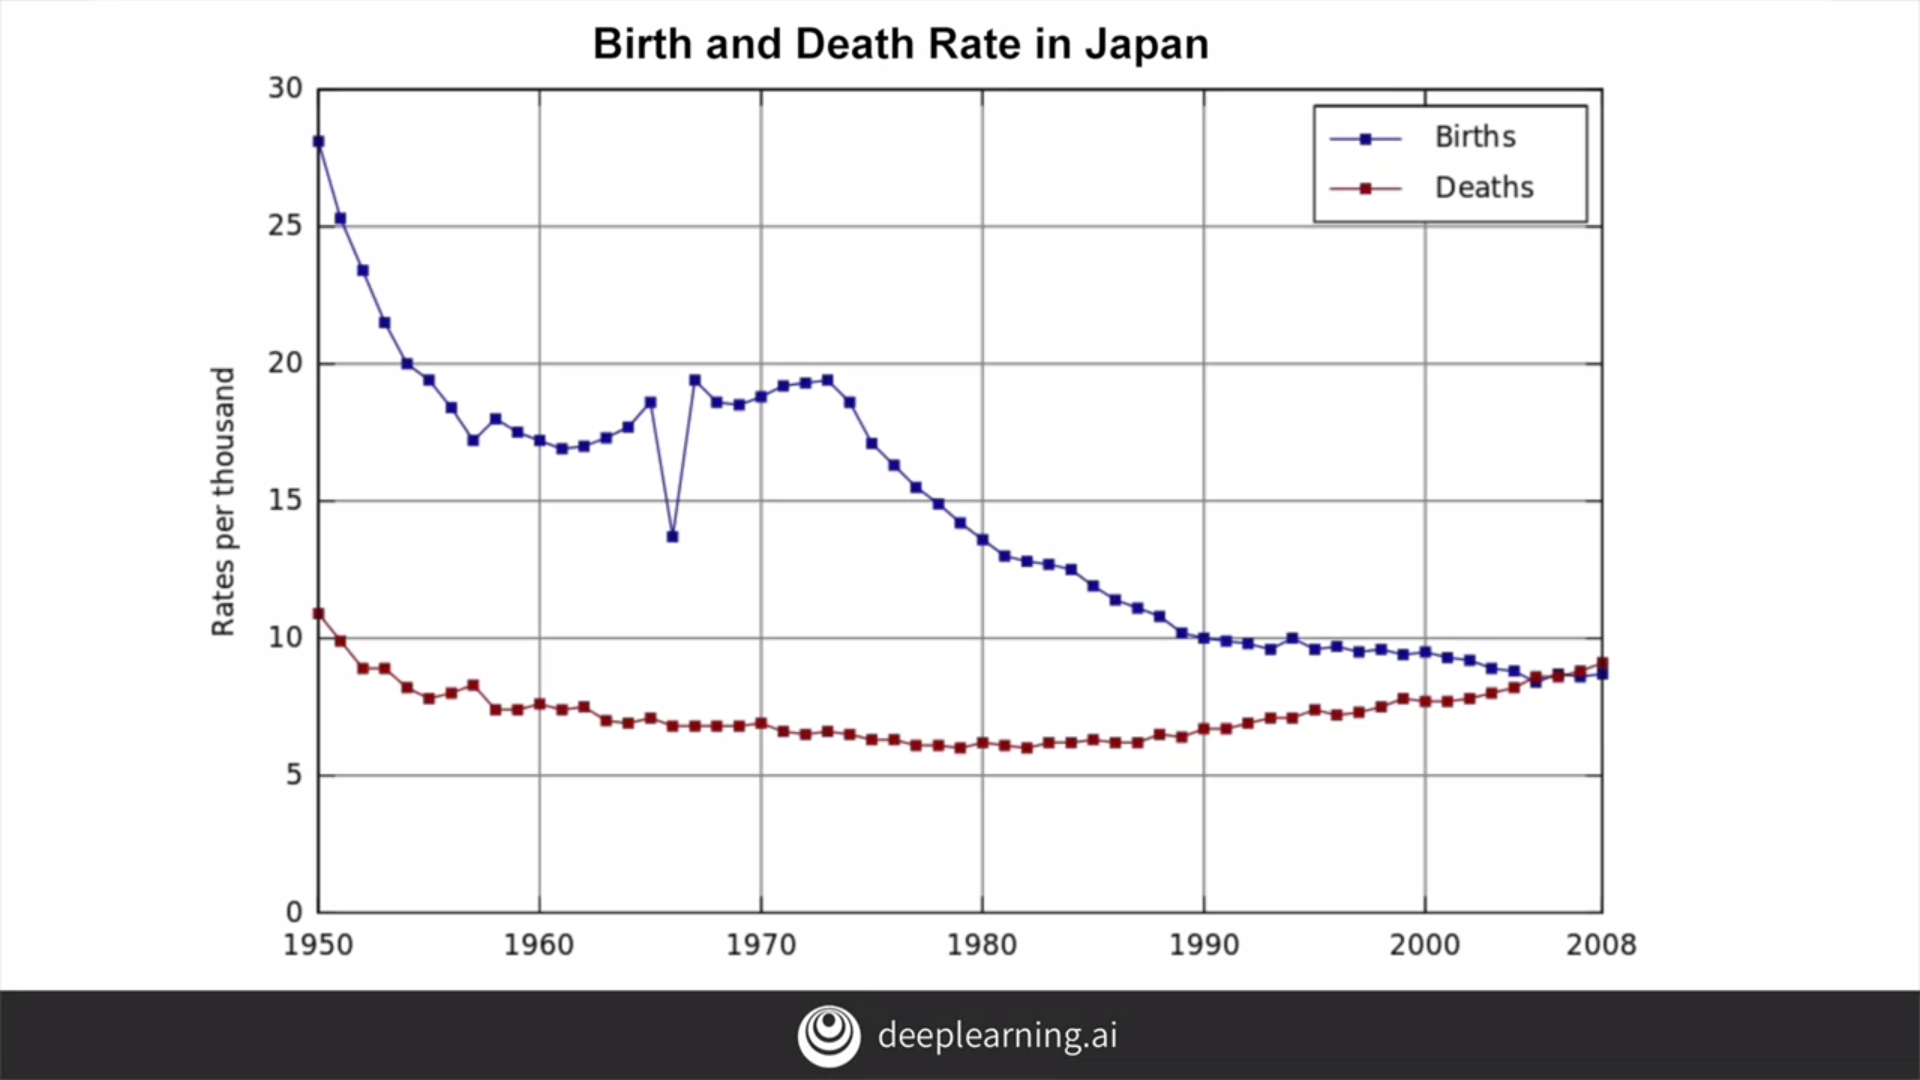 Birth and Death Rate in Japan
30
25
20
15
10
5
0
Rates per thousand
Births
Deaths
1950 1960 1970 1980 1990 2000 2008
deeplearning.ai